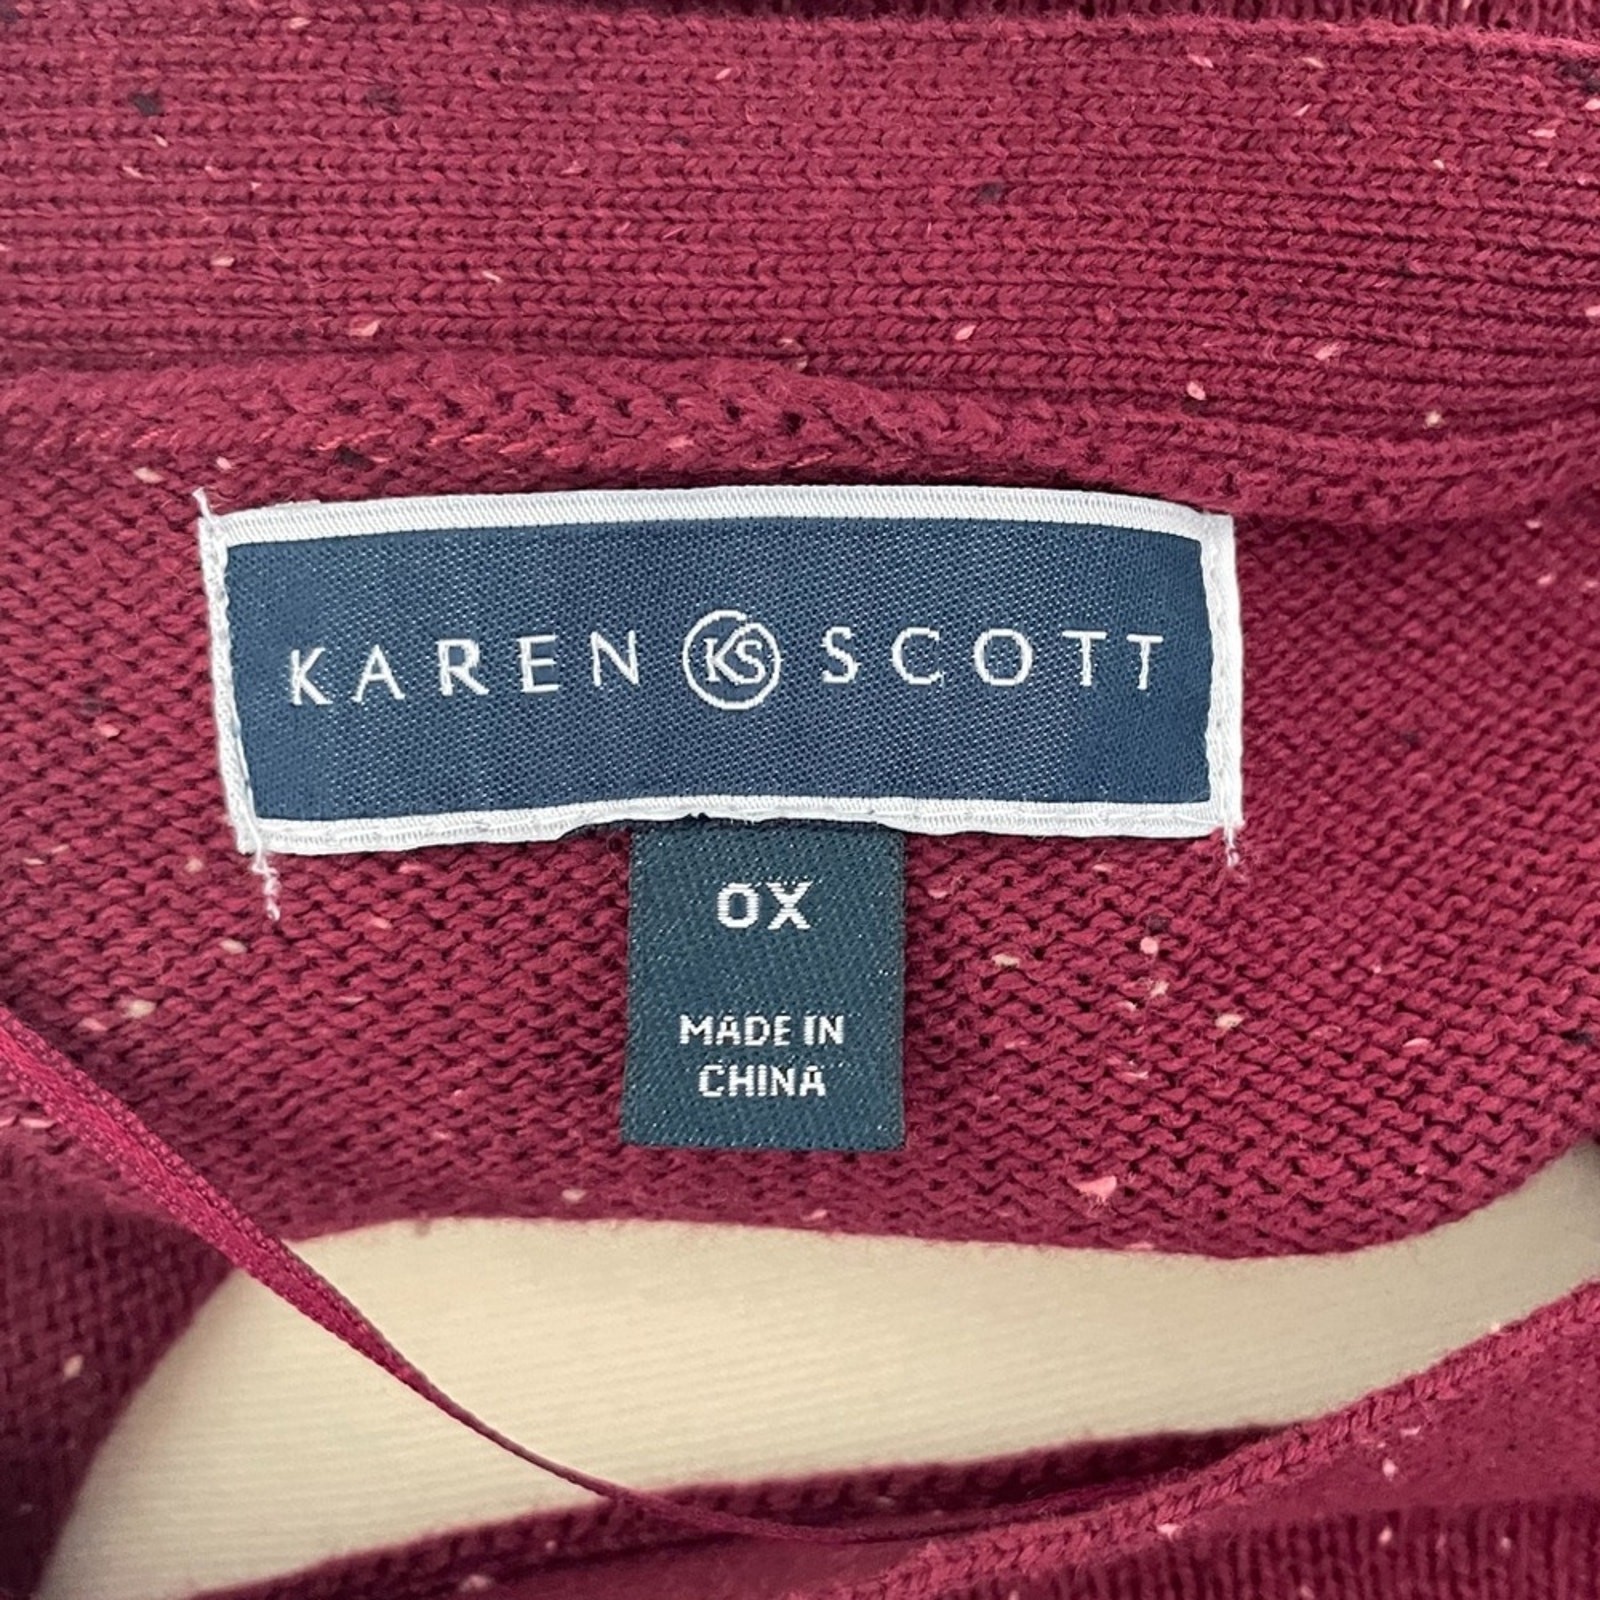 KAREN KS SCOTT
0X
MADE IN
CHINA